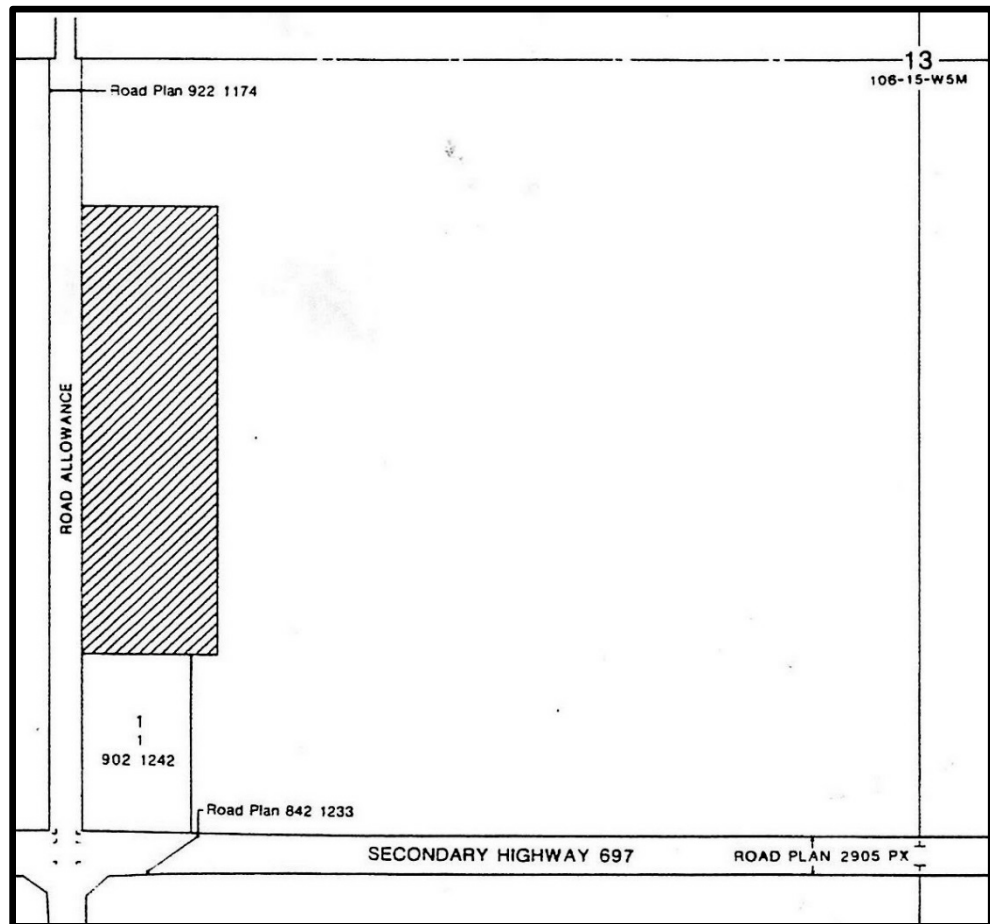 13
106-15-W5M
Road Plan 922 1174
ROAD ALLOWANCE
1
1
902 1242
Road Plan 842 1233
SECONDARY HIGHWAY 697
ROAD PLAN 2905 PX